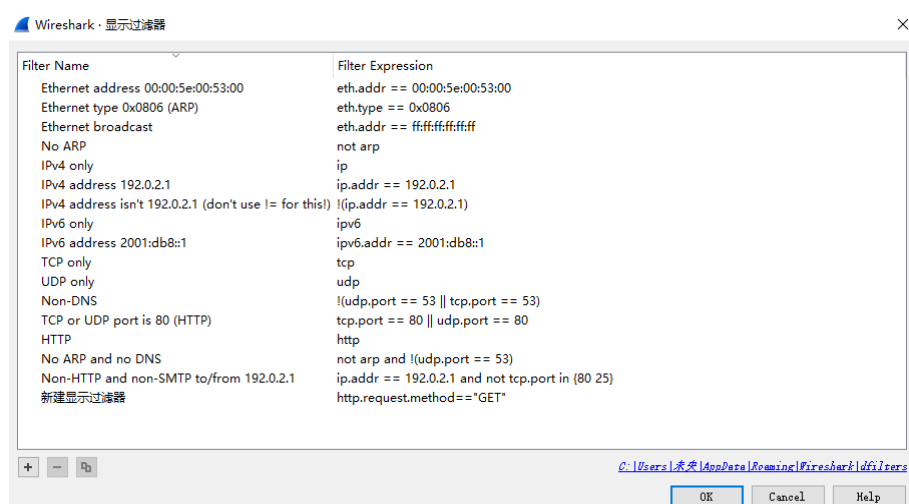 Wireshark · 显示过滤器
Filter Name Filter Expression
Ethernet address 00:00:5e:00:53:00 eth.addr == 00:00:5e:00:53:00
Ethernet type 0x0806 (ARP) eth.type == 0x0806
Ethernet broadcast eth.addr == ff:ff:ff:ff:ff:ff
No ARP not arp
IPv4 only ip
IPv4 address 192.0.2.1 ip.addr == 192.0.2.1
IPv4 address isn't 192.0.2.1 (don't use != for this!) !(ip.addr == 192.0.2.1)
IPv6 only ipv6
IPv6 address 2001:db8::1 ipv6.addr == 2001:db8::1
TCP only tcp
UDP only udp
Non-DNS !(udp.port == 53 || tcp.port == 53)
TCP or UDP port is 80 (HTTP) tcp.port == 80 || udp.port == 80
HTTP http
No ARP and no DNS not arp and !(udp.port == 53)
Non-HTTP and non-SMTP to/from 192.0.2.1 ip.addr == 192.0.2.1 and not tcp.port in {80 25}
新建显示过滤器 http.request.method=="GET"
C:|Users|未央|AppData|Roaming|Wireshark|dfilters
OK Cancel Help